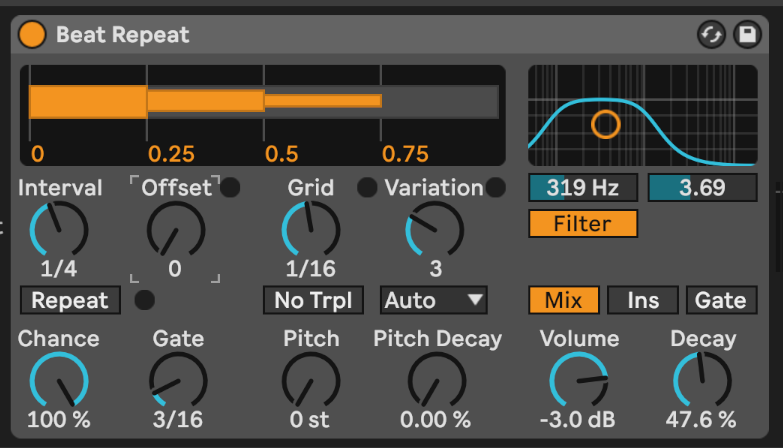 Beat Repeat
0 0.25 0.5 0.75
Interval Offset Grid Variation
1/4 0 1/16 3
319 Hz 3.69
Filter
Repeat No Trpl Auto
Mix Ins Gate
Chance Gate Pitch Pitch Decay Volume Decay
100 % 3/16 0 st 0.00 % -3.0 dB 47.6 %